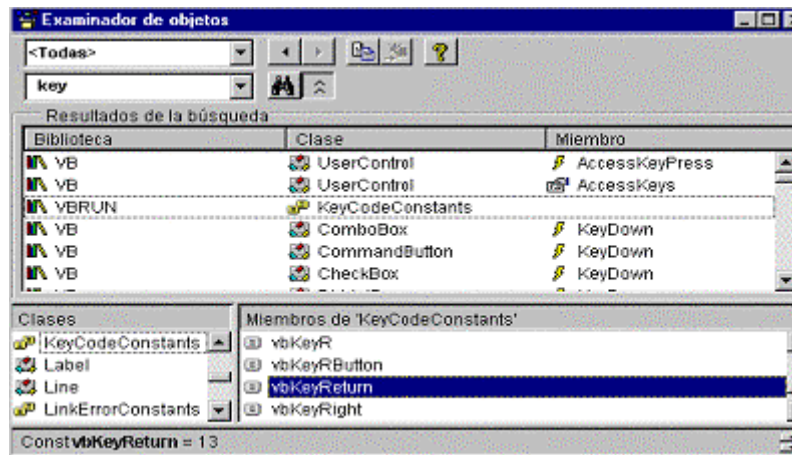 Examinador de objetos
<Todas>
key
Resultados de la búsqueda
Biblioteca Clase Miembro
VB UserControl AccessKeyPress
VB UserControl AccessKeys
VBRUN KeyCodeConstants
VB ComboBox KeyDown
VB CommandButton KeyDown
VB CheckBox KeyDown
Clases Miembros de 'KeyCodeConstants'
KeyCodeConstants vbKeyR
Label vbKeyRButton
Line vbKeyReturn
LinkErrorConstants vbKeyRight
Const vbKeyReturn = 13